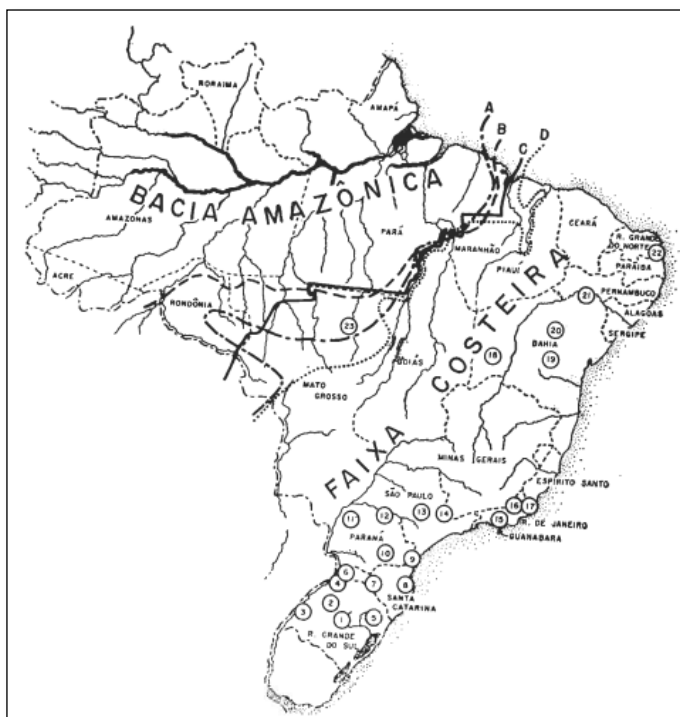 RORAIMA
AMAPÁ
A
B
C
D
BACIA AMAZÔNICA
AMAZONAS
PARÁ
CEARÁ
R. GRANDE
DO NORTE
22
MARANHÃO
PARAÍBA
ACRE
PIAUÍ
PERNAMBUCO
21
ALAGOAS
RONDÔNIA
SERGIPE
23
20
BAHIA
18
19
GOIÁS
MATO
GROSSO
FAIXA COSTEIRA
MINAS GERAIS
ESPÍRITO SANTO
SÃO PAULO
16
17
11
12
13
14
15
R. DE JANEIRO
GUANABARA
PARANÁ
10
9
6
4
7
8
SANTA
CATARINA
3
2
1
5
R. GRANDE
DO SUL